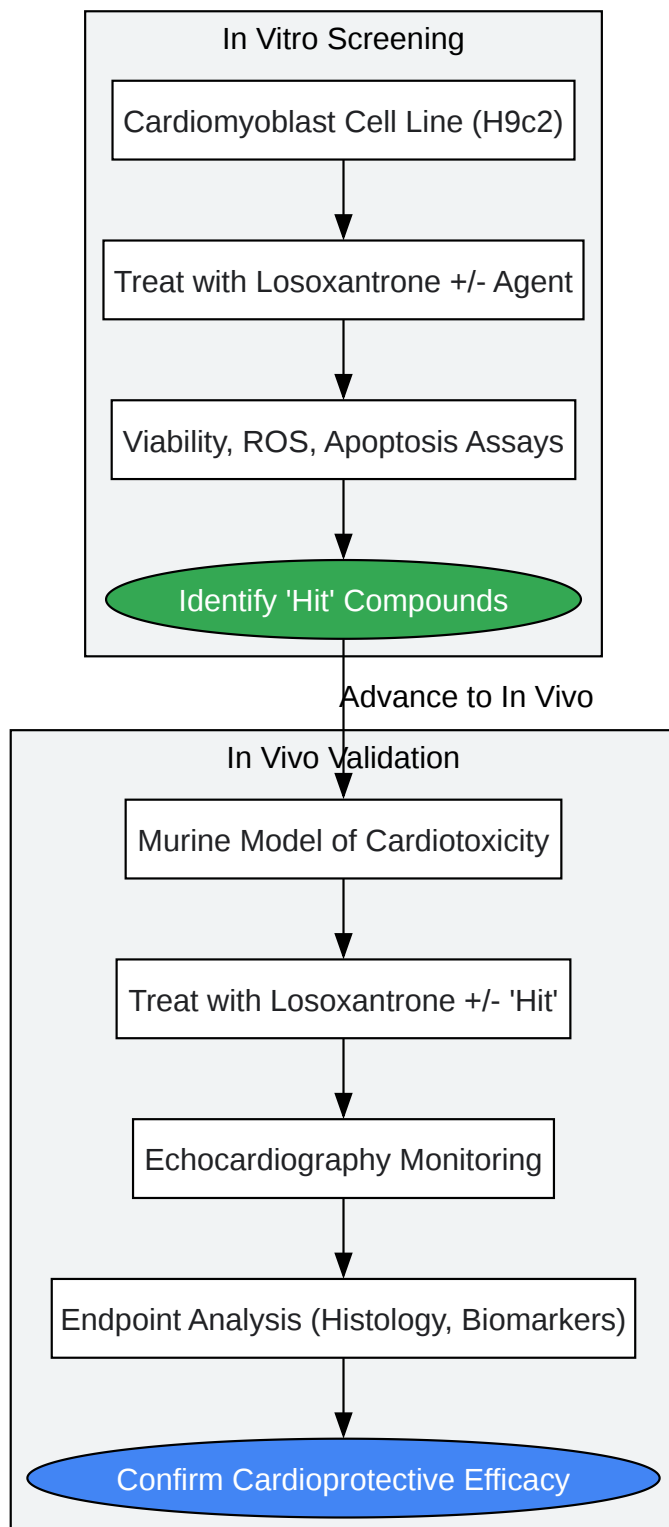 In Vitro Screening
Cardiomyoblast Cell Line (H9c2)
Treat with Losoxantrone +/- Agent
Viability, ROS, Apoptosis Assays
Identify 'Hit' Compounds
Advance to In Vivo
In Vivo Validation
Murine Model of Cardiotoxicity
Treat with Losoxantrone +/- 'Hit'
Echocardiography Monitoring
Endpoint Analysis (Histology, Biomarkers)
Confirm Cardioprotective Efficacy